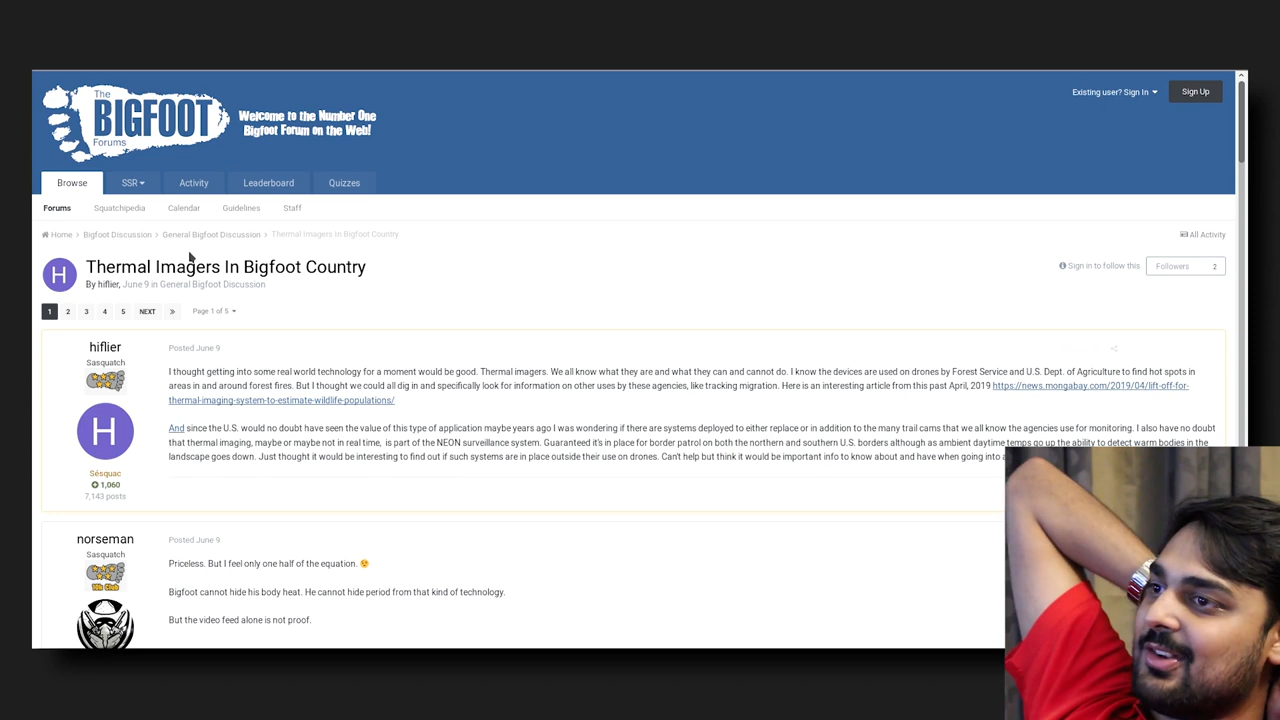 The
BIGFOOT
Forums
Welcome to the Number One
Bigfoot Forum on the Web!
Existing user? Sign In
Sign Up
Browse
SSR
Activity
Leaderboard
Quizzes
Forums
Squatchipedia
Calendar
Guidelines
Staff
Home > Bigfoot Discussion > General Bigfoot Discussion > Thermal Imagers In Bigfoot Country
All Activity
H
Thermal Imagers In Bigfoot Country
By hiflier, June 9 in General Bigfoot Discussion
Sign in to follow this
Followers 2
1 2 3 4 5 NEXT » Page 1 of 5
hiflier
Sasquatch
H
Sésquac
1,060
7,143 posts
Posted June 9
I thought getting into some real world technology for a moment would be good. Thermal imagers. We all know what they are and what they can and cannot do. I know the devices are used on drones by Forest Service and U.S. Dept. of Agriculture to find hot spots in
areas in and around forest fires. But I thought we could all dig in and specifically look for information on other uses by these agencies, like tracking migration. Here is an interesting article from this past April, 2019 https://news.mongabay.com/2019/04/lift-off-for-
thermal-imaging-system-to-estimate-wildlife-populations/
And since the U.S. would no doubt have seen the value of this type of application maybe years ago I was wondering if there are systems deployed to either replace or in addition to the many trail cams that we all know the agencies use for monitoring. I also have no doubt
that thermal imaging, maybe or maybe not in real time, is part of the NEON surveillance system. Guaranteed it's in place for border patrol on both the northern and southern U.S. borders although as ambient daytime temps go up the ability to detect warm bodies in the
landscape goes down. Just thought it would be interesting to find out if such systems are in place outside their use on drones. Can't help but think it would be important info to know about and have when going into
norseman
Sasquatch
10k Club
Posted June 9
Priceless. But I feel only one half of the equation.
Bigfoot cannot hide his body heat. He cannot hide period from that kind of technology.
But the video feed alone is not proof.